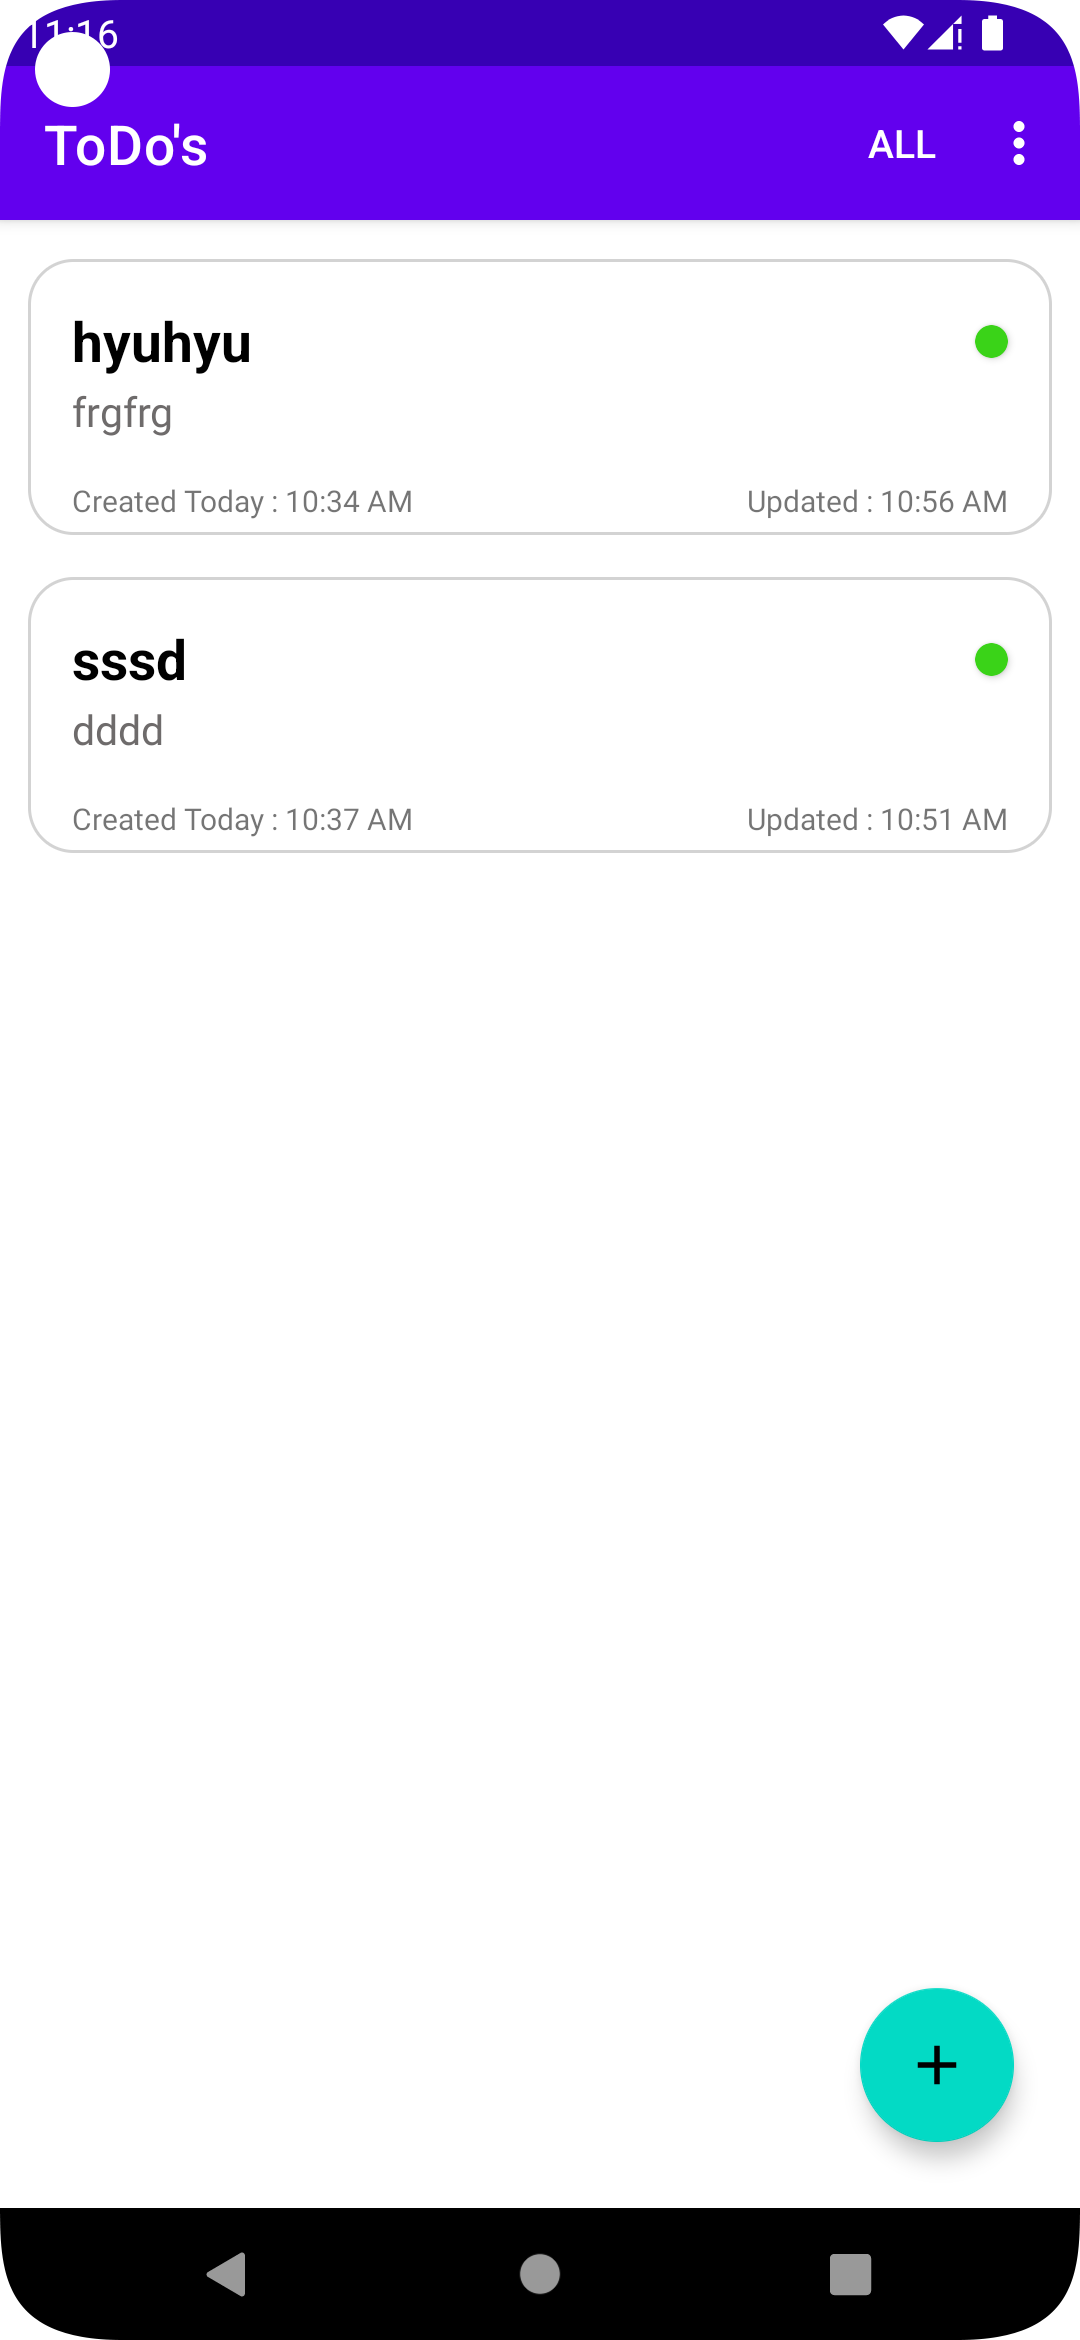 11:16
ToDo's
ALL
hyuhyu
frgfrg
Created Today : 10:34 AM
Updated : 10:56 AM
sssd
dddd
Created Today : 10:37 AM
Updated : 10:51 AM